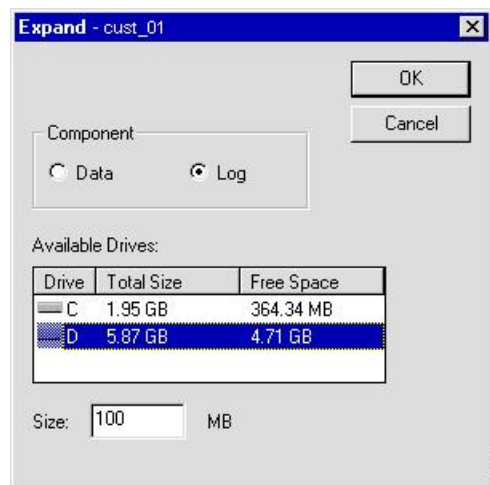 Expand - cust_01
OK
Cancel
Component
Data
Log
Available Drives:
Drive Total Size Free Space
C 1.95 GB 364.34 MB
D 5.87 GB 4.71 GB
Size: 100 MB